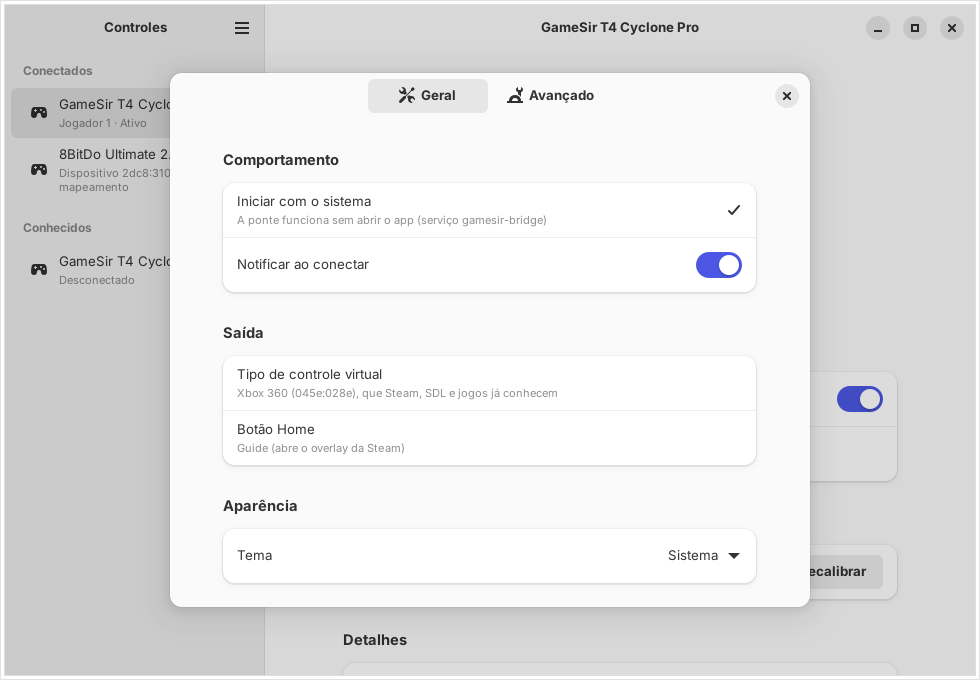 Controles
GameSir T4 Cyclone Pro
Conectados
GameSir T4 Cyclo
Jogador 1 · Ativo
8BitDo Ultimate 2.
Dispositivo 2dc8:310
mapeamento
Conhecidos
GameSir T4 Cyclo
Desconectado
Geral
Avançado
Comportamento
Iniciar com o sistema
A ponte funciona sem abrir o app (serviço gamesir-bridge)
Notificar ao conectar
Saída
Tipo de controle virtual
Xbox 360 (045e:028e), que Steam, SDL e jogos já conhecem
Botão Home
Guide (abre o overlay da Steam)
Aparência
Tema
Sistema
ecalibrar
Detalhes